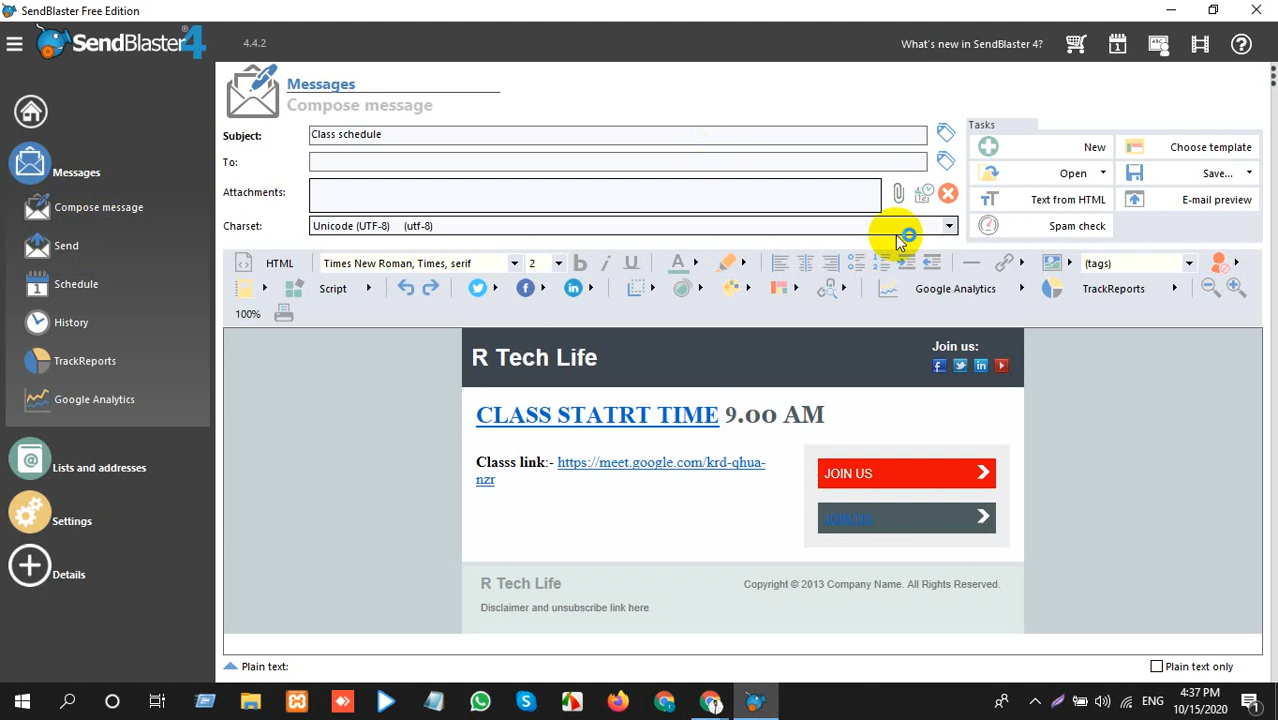 SendBlaster Free Edition
SendBlaster 4
4.4.2
What's new in SendBlaster 4?
Messages
Compose message
Subject:
Class schedule
To:
Attachments:
Charset:
Unicode (UTF-8) (utf-8)
Tasks
New
Choose template
Open
Save...
Text from HTML
E-mail preview
Spam check
Messages
Compose message
Send
Schedule
History
TrackReports
Google Analytics
Lists and addresses
Settings
Details
HTML
Times New Roman, Times, serif
2
B I U
A
(tags)
Script
Google Analytics
TrackReports
100%
R Tech Life
Join us:
CLASS STATRT TIME 9.00 AM
Classs link:- https://meet.google.com/krd-qhua-
nzr
JOIN US
JOIN US
R Tech Life
Copyright © 2013 Company Name. All Rights Reserved.
Disclaimer and unsubscribe link here
Plain text:
Plain text only
ENG
4:37 PM
10/15/2020